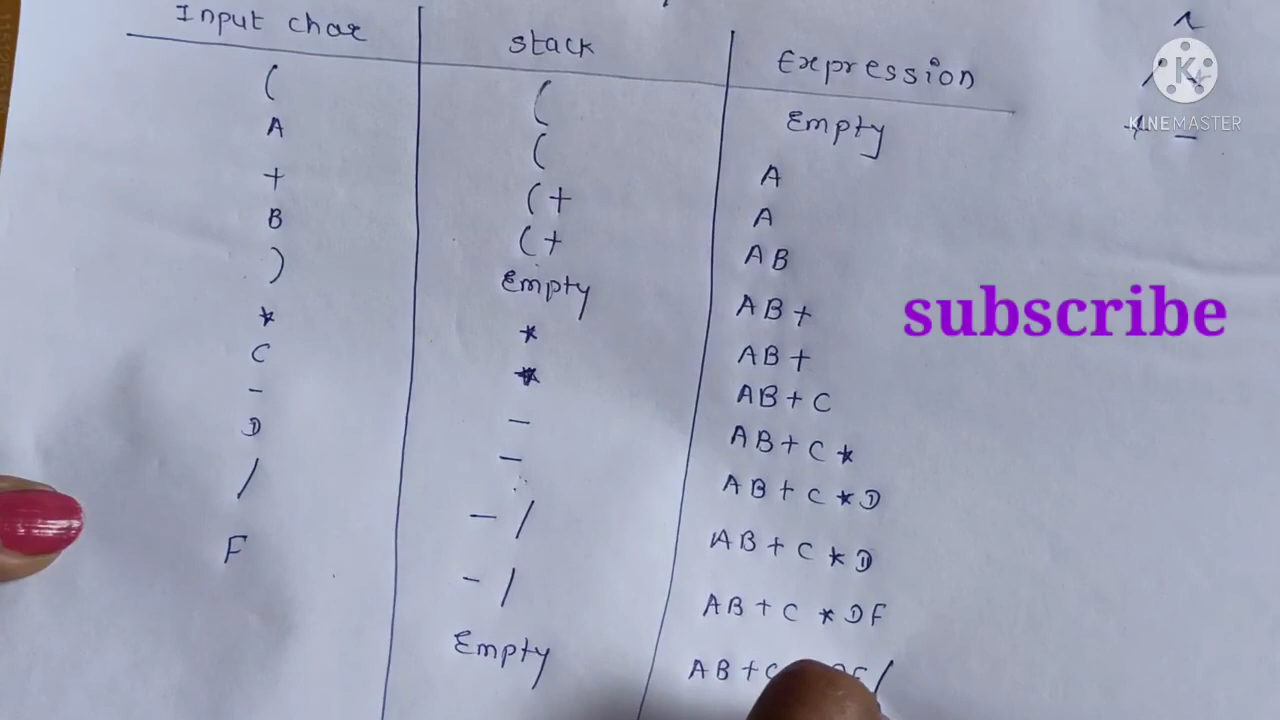 Input char | stack | Expression
( | ( | Empty
A | ( | A
+ | (+ | A
B | (+ | AB
) | Empty | AB+
* | * | AB+
C | * | AB+C
- | - | AB+C*
D | - | AB+C*D
/ | -/ | AB+C*D
F | -/ | AB+C*DF
Empty | AB+C /
^
/
+ -
K
KINEMASTER
subscribe